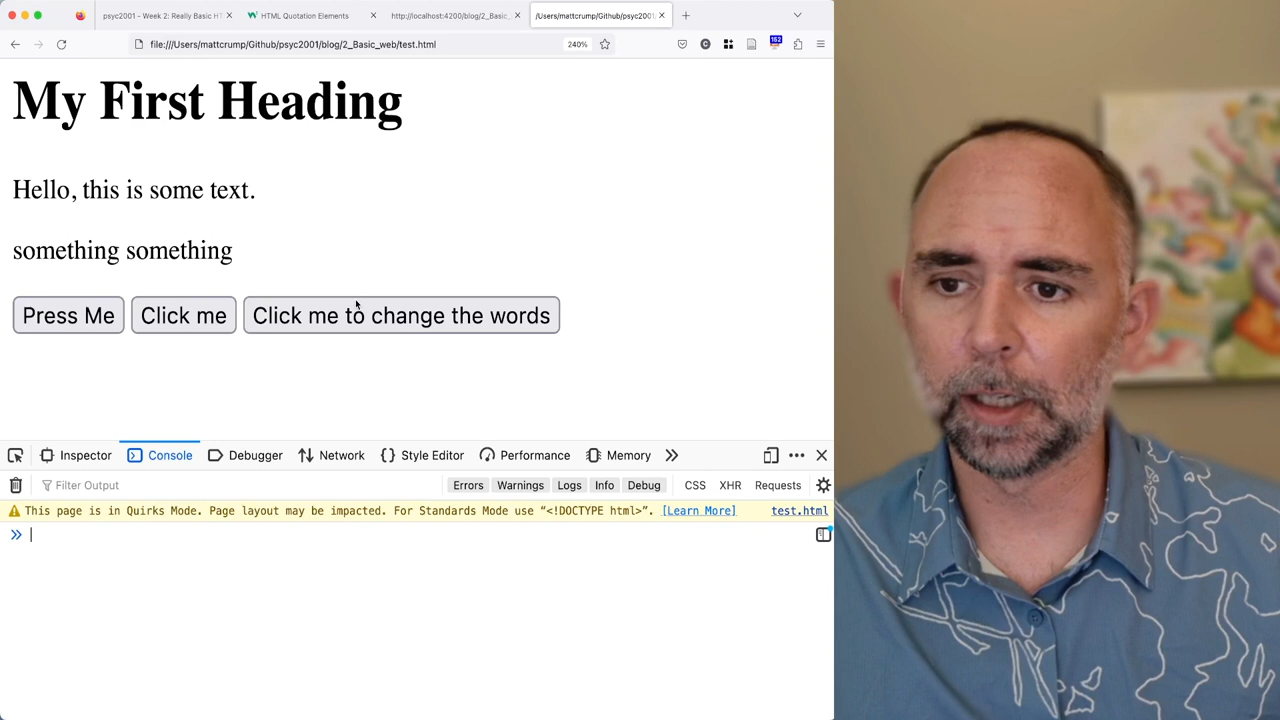 psyc2001 - Week 2: Really Basic HT
HTML Quotation Elements
http://localhost:4200/blog/2_Basic_
/Users/mattcrump/Github/psyc2001
file:///Users/mattcrump/Github/psyc2001/blog/2_Basic_web/test.html
240%
152
My First Heading
Hello, this is some text.
something something
Press Me Click me Click me to change the words
Inspector Console Debugger Network Style Editor Performance Memory
Filter Output Errors Warnings Logs Info Debug CSS XHR Requests
This page is in Quirks Mode. Page layout may be impacted. For Standards Mode use “<!DOCTYPE html>”. [Learn More] test.html